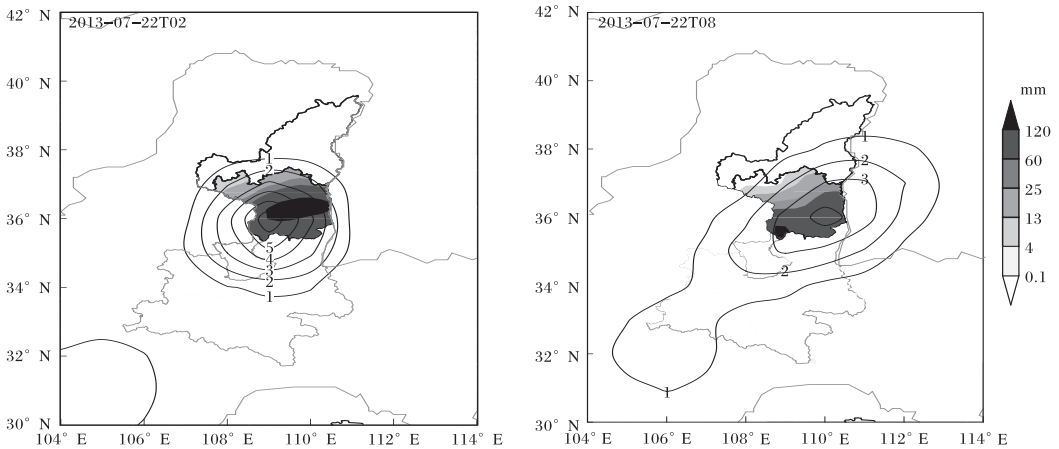 2013-07-22T02
42° N
40° N
38° N
36° N
34° N
32° N
30° N
104° E
106° E
108° E
110° E
112° E
114° E
1
2
5
4
3
2
1
2013-07-22T08
42° N
40° N
38° N
36° N
34° N
32° N
30° N
104° E
106° E
108° E
110° E
112° E
114° E
1
2
3
2
1
mm
120
60
25
13
4
0.1